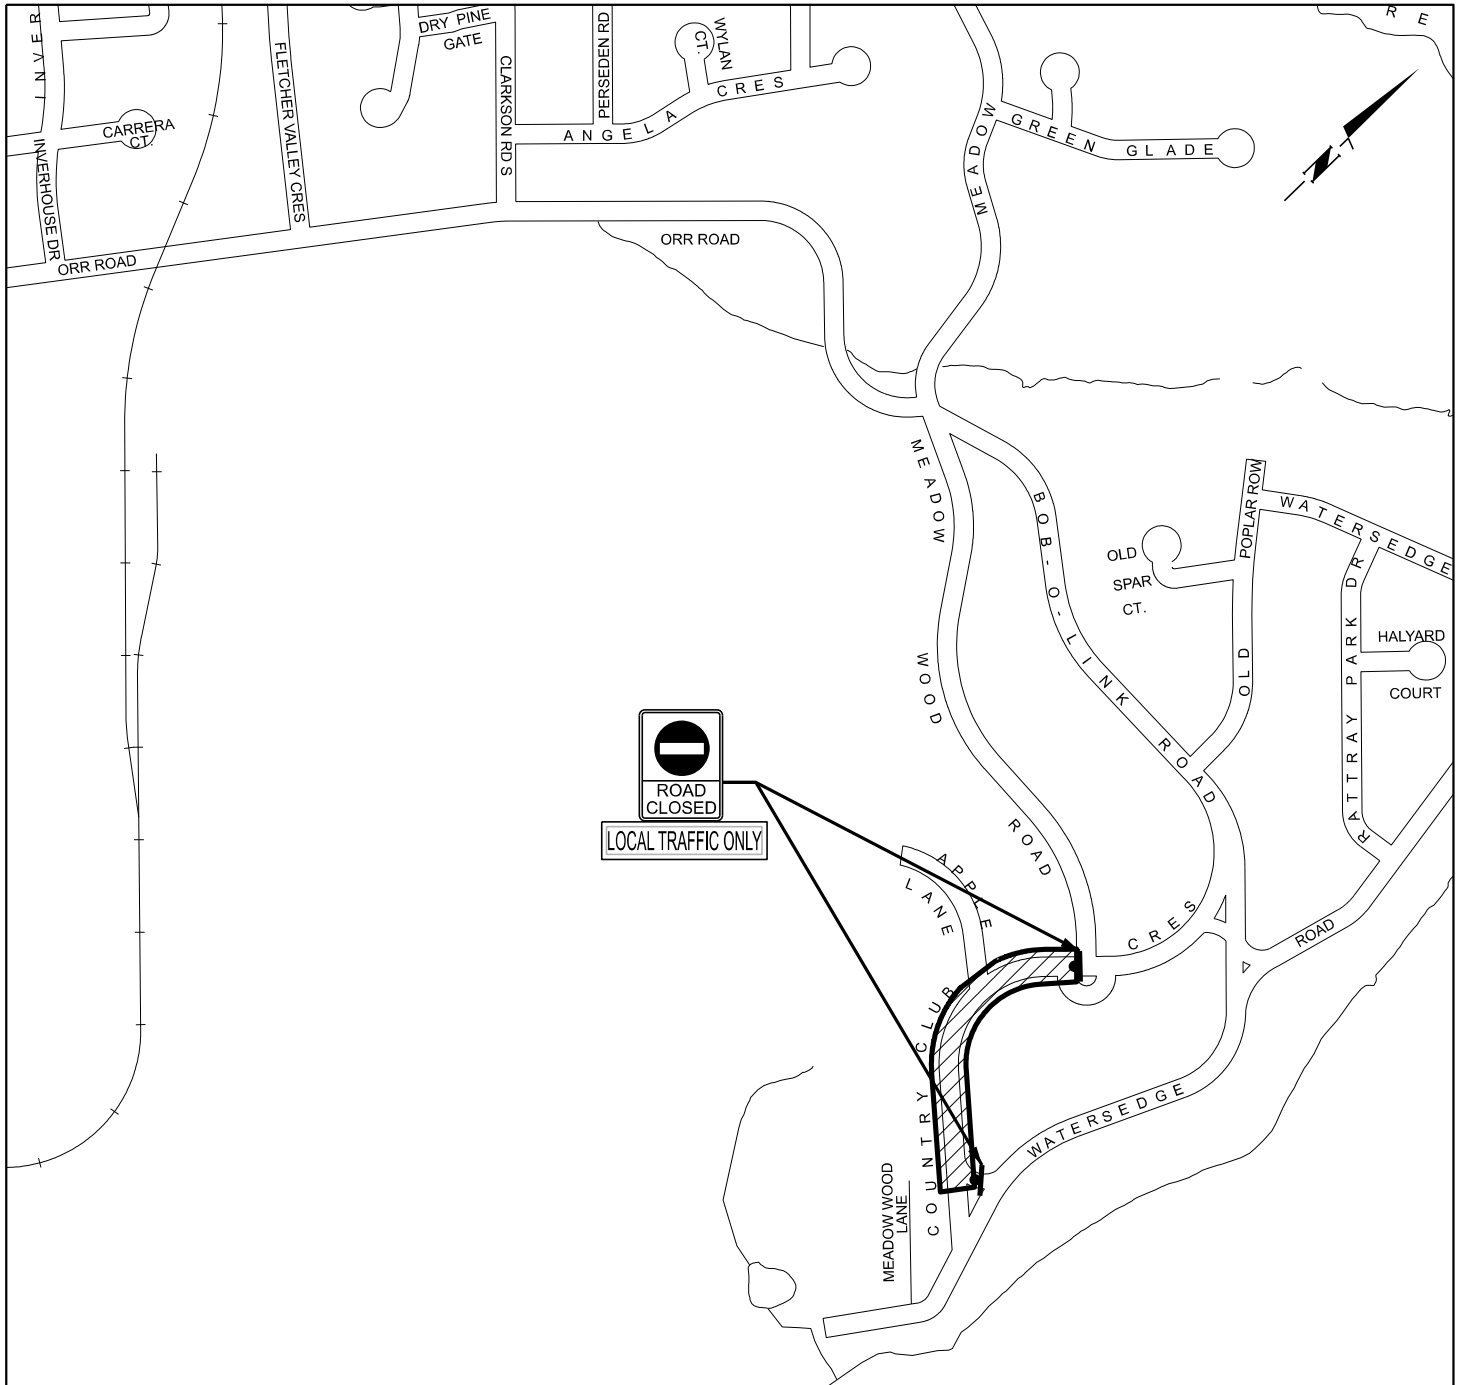 INVER
DRY PINE
GATE
WYLAN
CT.
R E
FLETCHER VALLEY CRES
CLARKSON RD S
PERSEDEN RD
ANGELA CRES
CARRERA
CT.
INVERHOUSE DR
MEADOW
GREEN GLADE
N
ORR ROAD
ORR ROAD
MEADOW WOOD ROAD
BOB-O-LINK ROAD
OLD POPLAR ROW
WATERSEDGE
OLD
SPAR
CT.
RATTRAY PARK DR
HALYARD
COURT
ROAD
CLOSED
LOCAL TRAFFIC ONLY
APPLE
LANE
COUNTRY CLUB CRES
WATERSEDGE ROAD
MEADOW WOOD
LANE